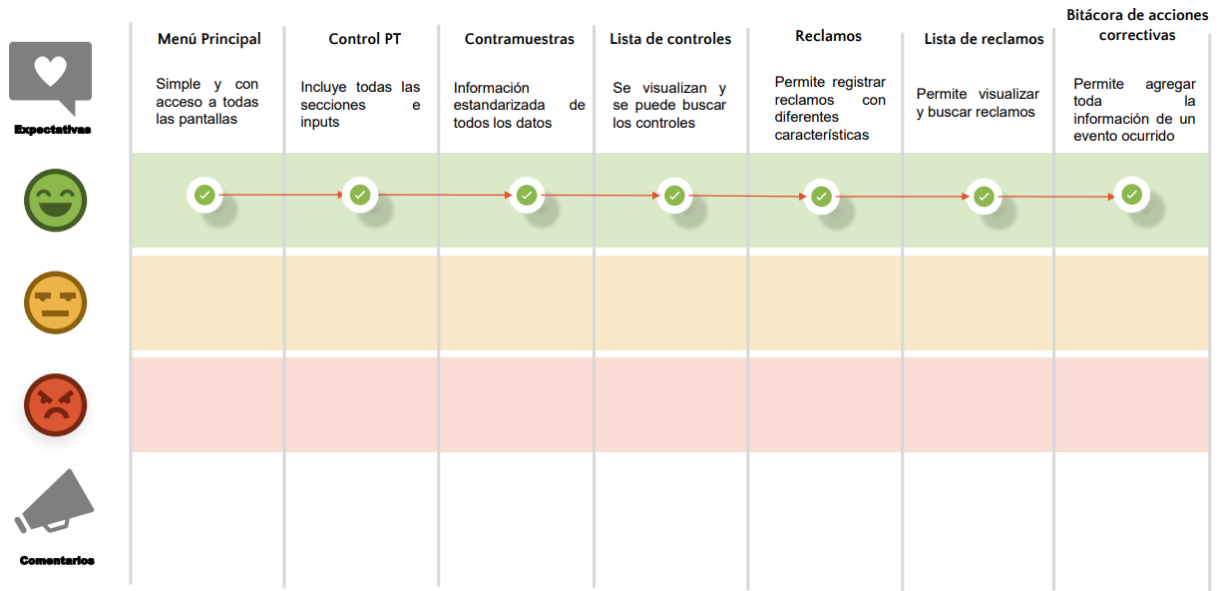 Menú Principal
Control PT
Contramuestras
Lista de controles
Reclamos
Lista de reclamos
Bitácora de acciones
correctivas
Expectativas
Simple y con
acceso a todas
las pantallas
Incluye todas las
secciones e
inputs
Información
estandarizada de
todos los datos
Se visualizan y
se puede buscar
los controles
Permite registrar
reclamos con
diferentes
características
Permite visualizar
y buscar reclamos
Permite agregar
toda la
información de un
evento ocurrido
Comentarios